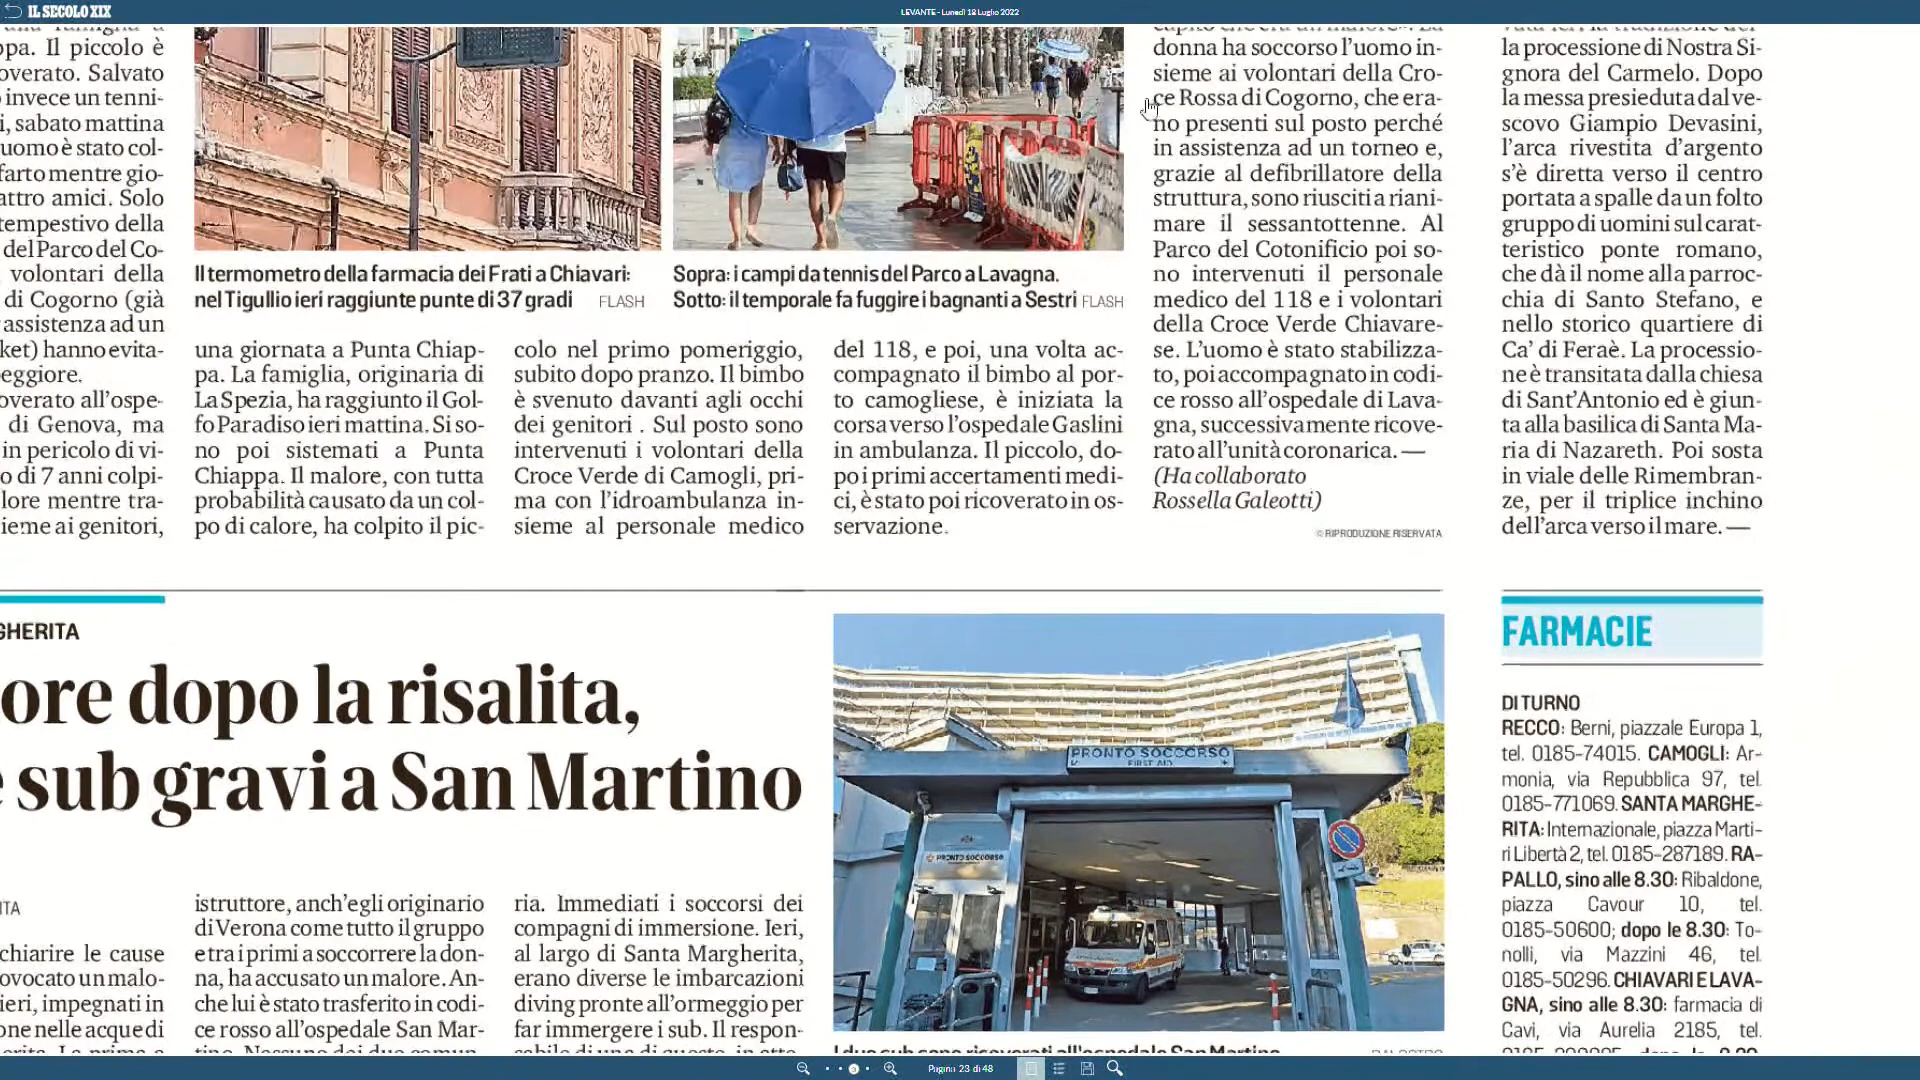 IL SECOLO XIX
LEVANTE - Lunedì 18 Luglio 2022
opa. Il piccolo è
overato. Salvato
invece un tenni-
i, sabato mattina
uomo è stato col-
farto mentre gio-
attro amici. Solo
tempestivo della
del Parco del Co-
volontari della
di Cogorno (già
assistenza ad un
ket) hanno evita-
eggiore.
overato all'ospe-
di Genova, ma
in pericolo di vi-
o di 7 anni colpi-
lore mentre tra-
ieme ai genitori,
Il termometro della farmacia dei Frati a Chiavari:
nel Tigullio ieri raggiunte punte di 37 gradi FLASH
Sopra: i campi da tennis del Parco a Lavagna.
Sotto: il temporale fa fuggire i bagnanti a Sestri FLASH
una giornata a Punta Chiap-
pa. La famiglia, originaria di
La Spezia, ha raggiunto il Gol-
fo Paradiso ieri mattina. Si so-
no poi sistemati a Punta
Chiappa. Il malore, con tutta
probabilità causato da un col-
po di calore, ha colpito il pic-
colo nel primo pomeriggio,
subito dopo pranzo. Il bimbo
è svenuto davanti agli occhi
dei genitori . Sul posto sono
intervenuti i volontari della
Croce Verde di Camogli, pri-
ma con l'idroambulanza in-
sieme al personale medico
del 118, e poi, una volta ac-
compagnato il bimbo al por-
to camogliese, è iniziata la
corsa verso l'ospedale Gaslini
in ambulanza. Il piccolo, do-
po i primi accertamenti medi-
ci, è stato poi ricoverato in os-
servazione.
donna ha soccorso l'uomo in-
sieme ai volontari della Cro-
ce Rossa di Cogorno, che era-
no presenti sul posto perché
in assistenza ad un torneo e,
grazie al defibrillatore della
struttura, sono riusciti a riani-
mare il sessantottenne. Al
Parco del Cotonificio poi so-
no intervenuti il personale
medico del 118 e i volontari
della Croce Verde Chiavare-
se. L'uomo è stato stabilizza-
to, poi accompagnato in codi-
ce rosso all'ospedale di Lava-
gna, successivamente ricove-
rato all'unità coronarica. —
(Ha collaborato
Rossella Galeotti)
© RIPRODUZIONE RISERVATA
la processione di Nostra Si-
gnora del Carmelo. Dopo
la messa presieduta dal ve-
scovo Giampio Devasini,
l'arca rivestita d'argento
s'è diretta verso il centro
portata a spalle da un folto
gruppo di uomini sul carat-
teristico ponte romano,
che dà il nome alla parroc-
chia di Santo Stefano, e
nello storico quartiere di
Ca' di Feraè. La processio-
ne è transitata dalla chiesa
di Sant'Antonio ed è giun-
ta alla basilica di Santa Ma-
ria di Nazareth. Poi sosta
in viale delle Rimembran-
ze, per il triplice inchino
dell'arca verso il mare. —
GHERITA
ore dopo la risalita,
e sub gravi a San Martino
ITA
chiarire le cause
ovocato un malo-
ieri, impegnati in
one nelle acque di
istruttore, anch'egli originario
di Verona come tutto il gruppo
e tra i primi a soccorrere la don-
na, ha accusato un malore. An-
che lui è stato trasferito in codi-
ce rosso all'ospedale San Mar-
ria. Immediati i soccorsi dei
compagni di immersione. Ieri,
al largo di Santa Margherita,
erano diverse le imbarcazioni
diving pronte all'ormeggio per
far immergere i sub. Il respon-
PRONTO SOCCORSO
FIRST AID
PRONTO SOCCORSO
I due sub sono ricoverati all'ospedale San Martino
FARMACIE
DI TURNO
RECCO: Berni, piazzale Europa 1,
tel. 0185-74015. CAMOGLI: Ar-
monia, via Repubblica 97, tel.
0185-771069. SANTA MARGHE-
RITA: Internazionale, piazza Marti-
ri Libertà 2, tel. 0185-287189. RA-
PALLO, sino alle 8.30: Ribaldone,
piazza Cavour 10, tel.
0185-50600; dopo le 8.30: To-
nolli, via Mazzini 46, tel.
0185-50296. CHIAVARI E LAVA-
GNA, sino alle 8.30: farmacia di
Cavi, via Aurelia 2185, tel.
Pagina 23 di 48